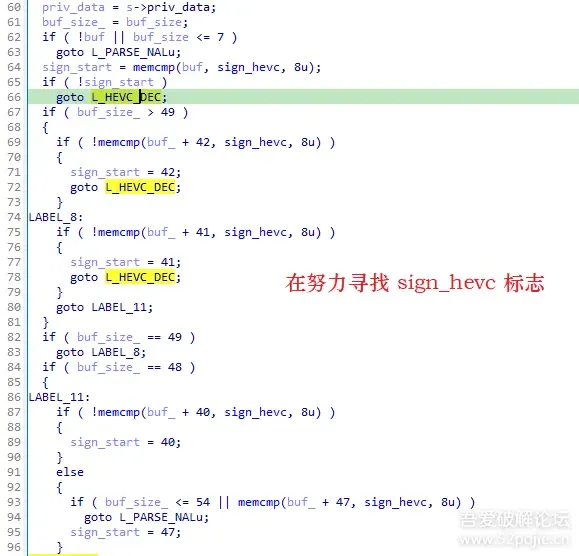 60 priv_data = s->priv_data;
61 buf_size_ = buf_size;
62 if ( !buf || buf_size <= 7 )
63 goto L_PARSE_NALu;
64 sign_start = memcmp(buf, sign_hevc, 8u);
65 if ( !sign_start )
66 goto L_HEVC_DEC;
67 if ( buf_size_ > 49 )
68 {
69 if ( !memcmp(buf_ + 42, sign_hevc, 8u) )
70 {
71 sign_start = 42;
72 goto L_HEVC_DEC;
73 }
74 LABEL_8:
75 if ( !memcmp(buf_ + 41, sign_hevc, 8u) )
76 {
77 sign_start = 41;
78 goto L_HEVC_DEC;
79 }
在努力寻找 sign_hevc 标志
80 goto LABEL_11;
81 }
82 if ( buf_size_ == 49 )
83 goto LABEL_8;
84 if ( buf_size_ == 48 )
85 {
86 LABEL_11:
87 if ( !memcmp(buf_ + 40, sign_hevc, 8u) )
88 {
89 sign_start = 40;
90 }
91 else
92 {
93 if ( buf_size_ <= 54 || memcmp(buf_ + 47, sign_hevc, 8u) )
94 goto L_PARSE_NALu;
95 sign_start = 47;
96 }
吾爱破解论坛
www.52pojie.cn